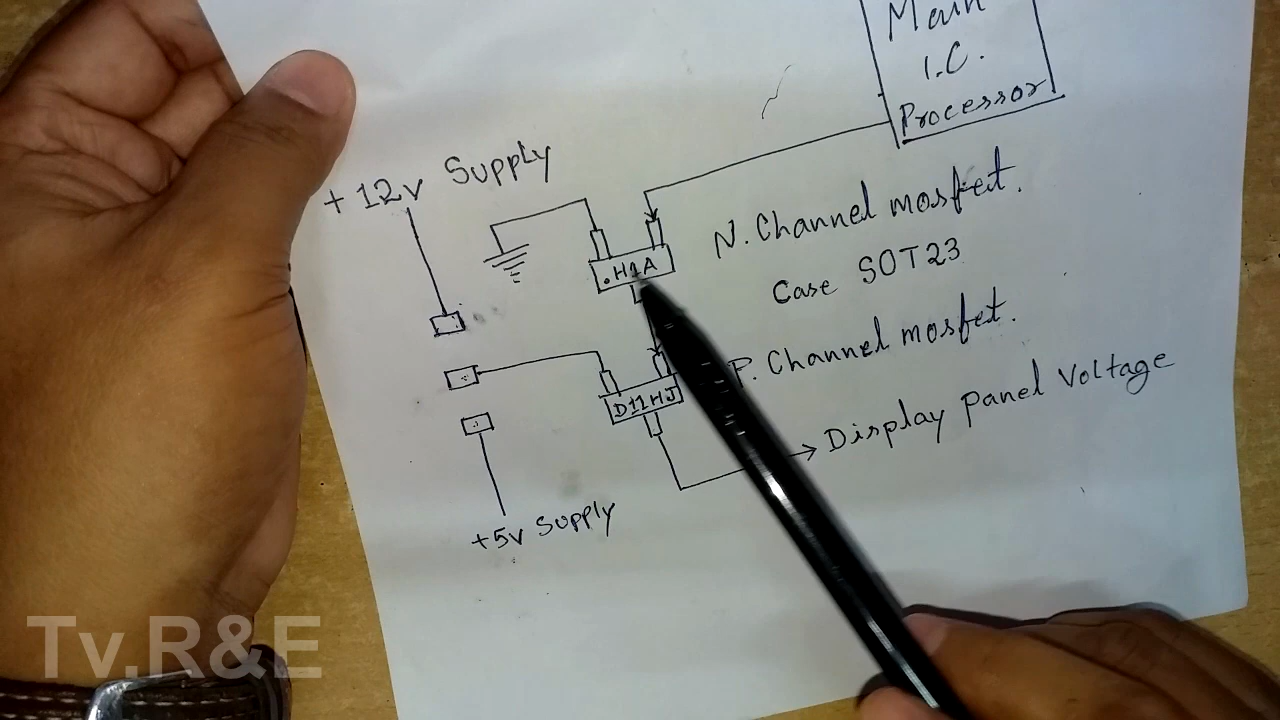 Main
I.C.
Processor
+ 12v Supply
N. Channel mosfet.
.H1A
Case SOT23
P. Channel mosfet.
D11HJ
Display panel Voltage
+5v Supply
Tv.R&E